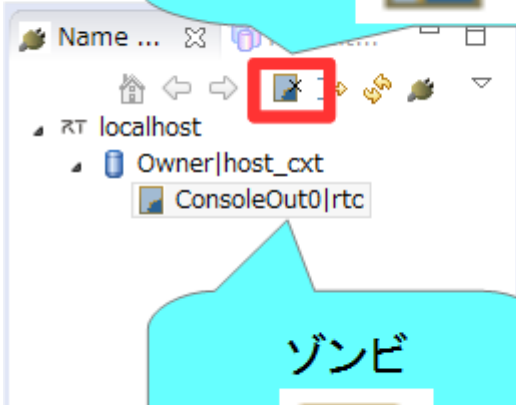 Name ...
RT localhost
Owner|host_cxt
ConsoleOut0|rtc
ゾンビ